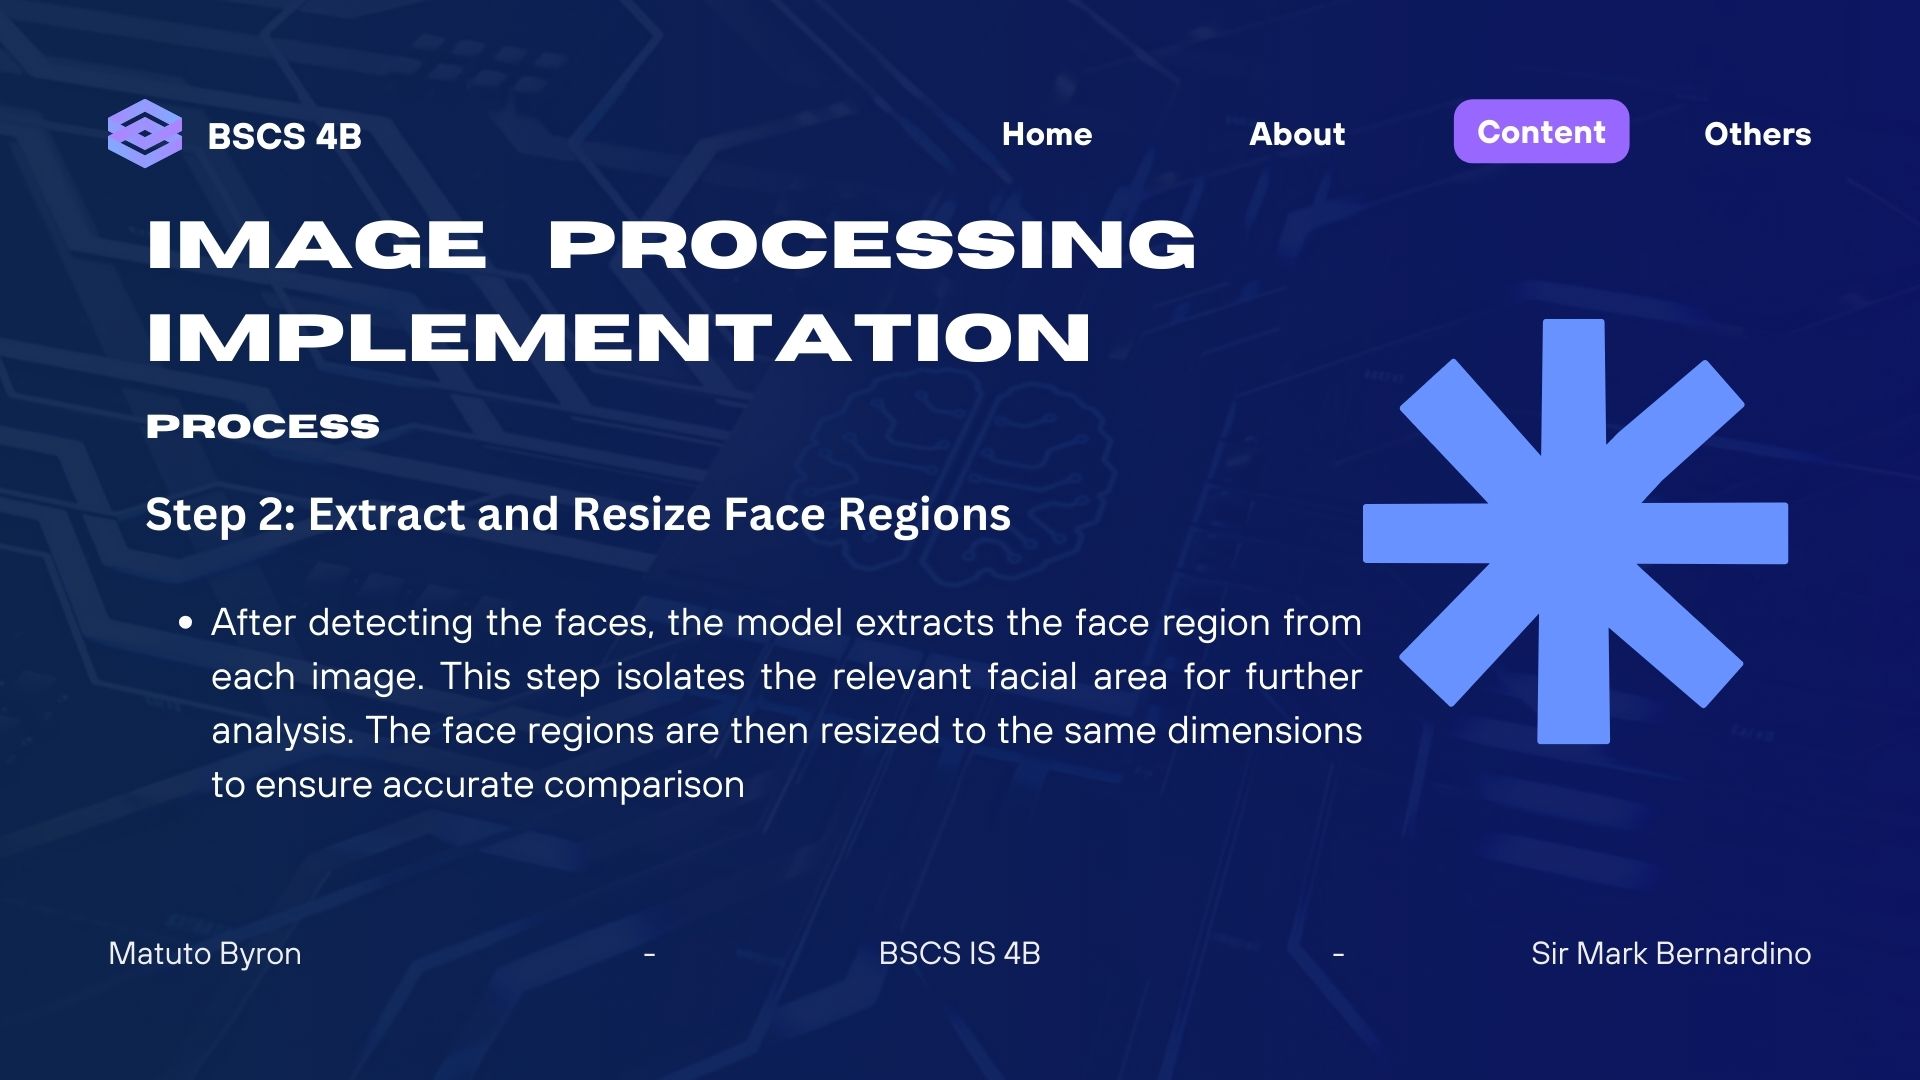 BSCS 4B
Home
About
Content
Others
IMAGE PROCESSING
IMPLEMENTATION
PROCESS
Step 2: Extract and Resize Face Regions
• After detecting the faces, the model extracts the face region from
each image. This step isolates the relevant facial area for further
analysis. The face regions are then resized to the same dimensions
to ensure accurate comparison
Matuto Byron - BSCS IS 4B - Sir Mark Bernardino